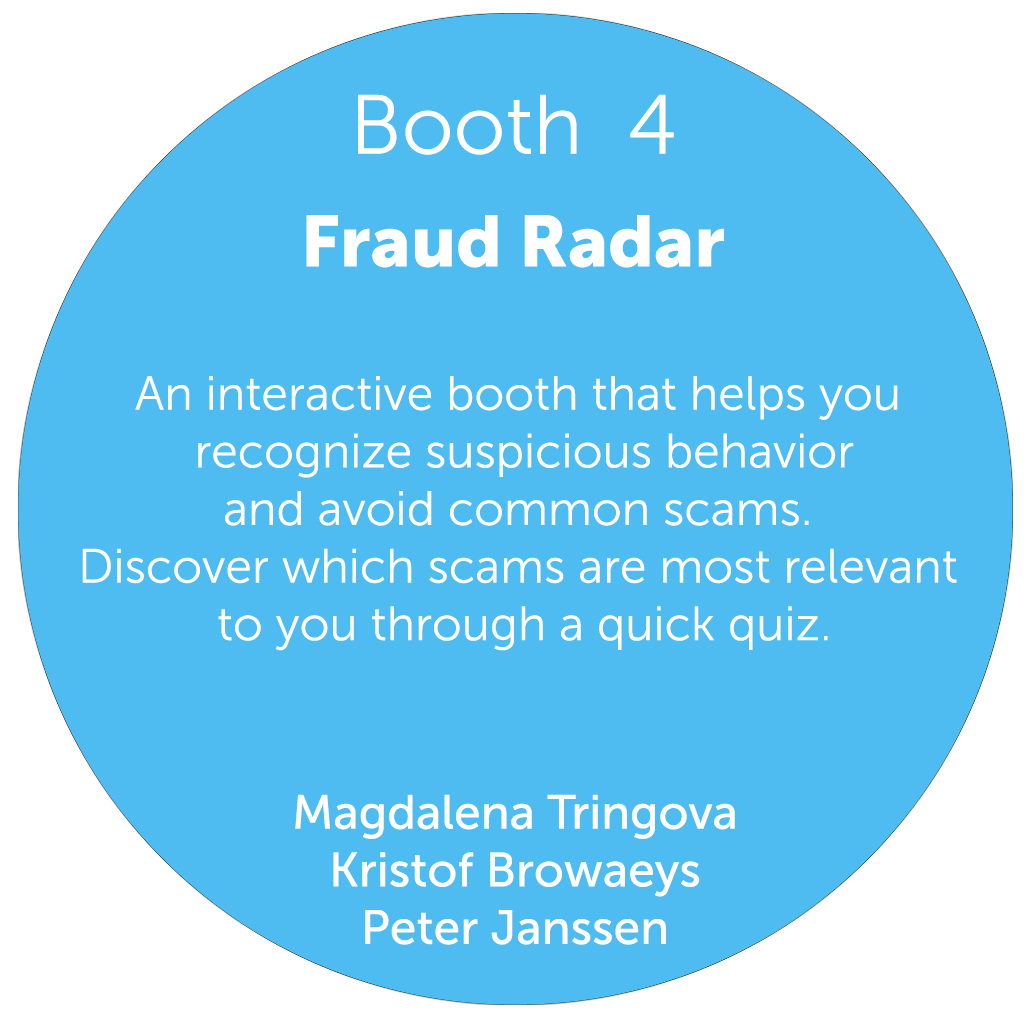 Booth 4
Fraud Radar
An interactive booth that helps you
recognize suspicious behavior
and avoid common scams.
Discover which scams are most relevant
to you through a quick quiz.
Magdalena Tringova
Kristof Browaeys
Peter Janssen